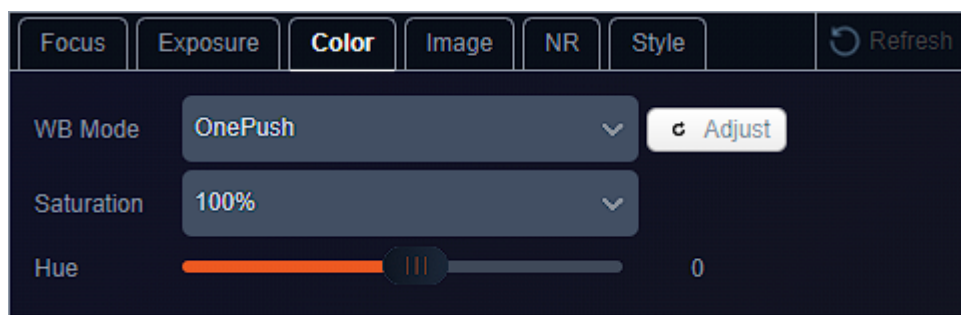 Focus Exposure Color Image NR Style Refresh
WB Mode OnePush Adjust
Saturation 100%
Hue 0